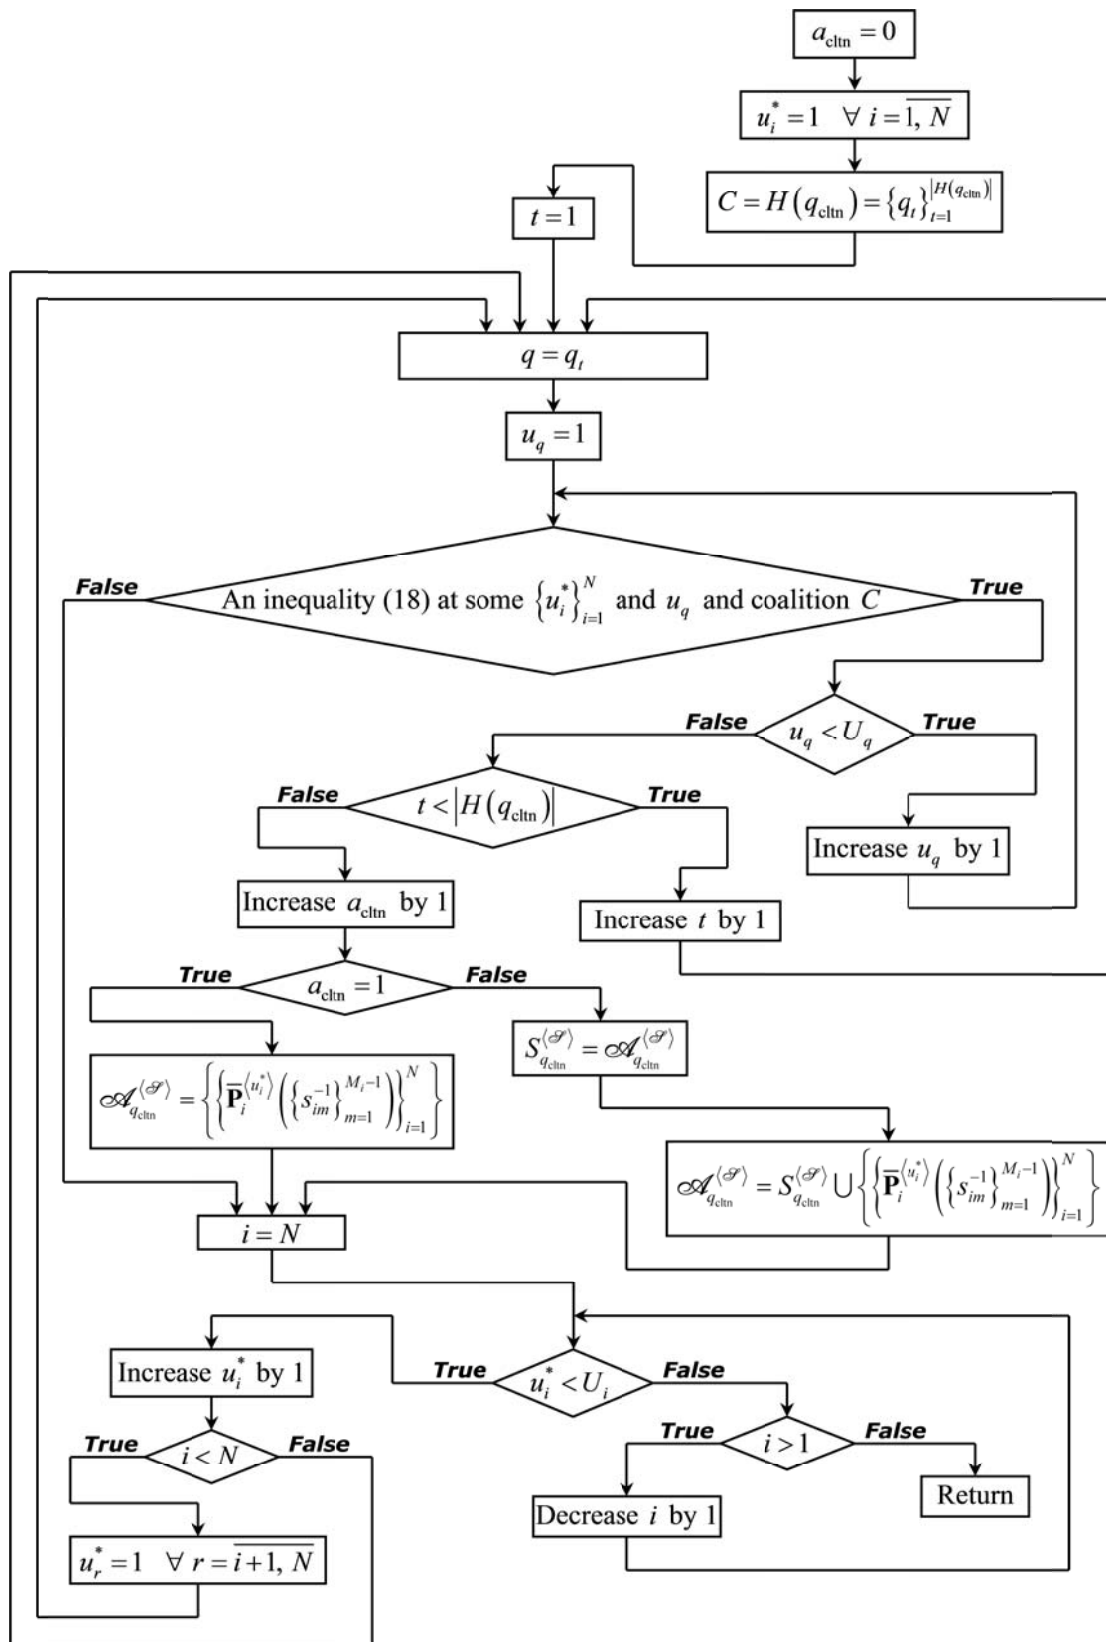 a_cltn = 0
u_i^* = 1 ∀ i = \overline{1, N}
C = H(q_cltn) = {q_t}_{t=1}^{|H(q_cltn)|}
t = 1
q = q_t
u_q = 1
False
An inequality (18) at some {u_i^*}_{i=1}^N and u_q and coalition C
True
False
u_q < U_q
True
False
t < |H(q_cltn)|
True
Increase u_q by 1
Increase a_cltn by 1
Increase t by 1
True
a_cltn = 1
False
S_{q_cltn}^{⟨𝒮⟩} = 𝒜_{q_cltn}^{⟨𝒮⟩}
𝒜_{q_cltn}^{⟨𝒮⟩} = {{\overline{P}_i^{⟨u_i^*⟩}({s_{im}^{-1}}_{m=1}^{M_i-1})}_{i=1}^N}
𝒜_{q_cltn}^{⟨𝒮⟩} = S_{q_cltn}^{⟨𝒮⟩} ∪ {{\overline{P}_i^{⟨u_i^*⟩}({s_{im}^{-1}}_{m=1}^{M_i-1})}_{i=1}^N}
i = N
Increase u_i^* by 1
True
u_i^* < U_i
False
True
i < N
False
True
i > 1
False
Return
Decrease i by 1
u_r^* = 1 ∀ r = \overline{i+1, N}